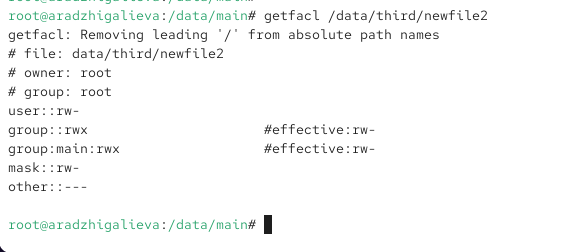 root@aradzhigalieva:/data/main# getfacl /data/third/newfile2
getfacl: Removing leading '/' from absolute path names
# file: data/third/newfile2
# owner: root
# group: root
user::rw-
group::rwx                      #effective:rw-
group:main:rwx                  #effective:rw-
mask::rw-
other::---
root@aradzhigalieva:/data/main#